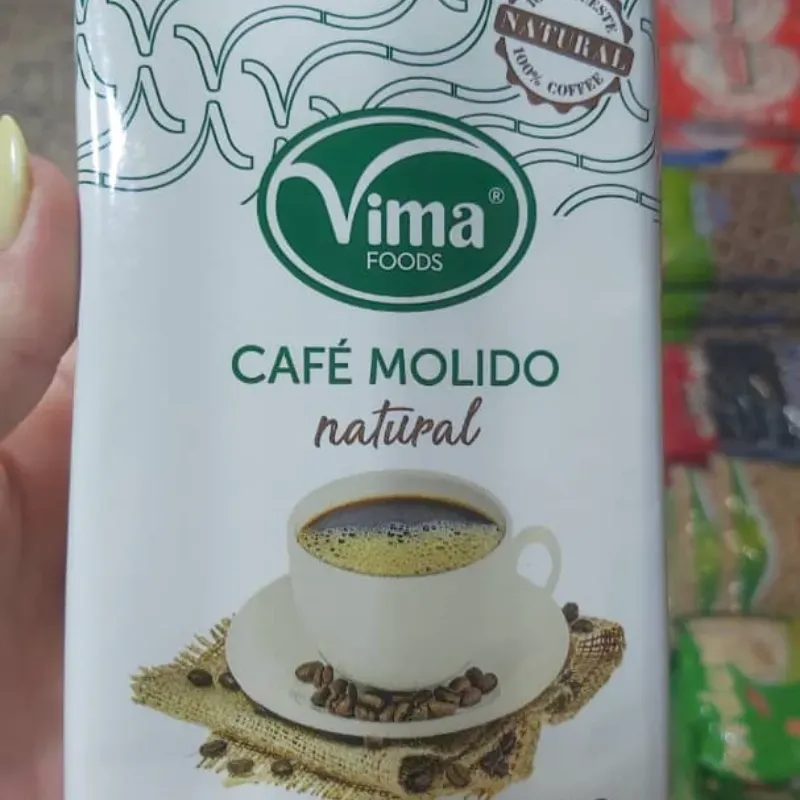 NATURAL
100% COFFEE
Vima®
FOODS
CAFÉ MOLIDO
natural